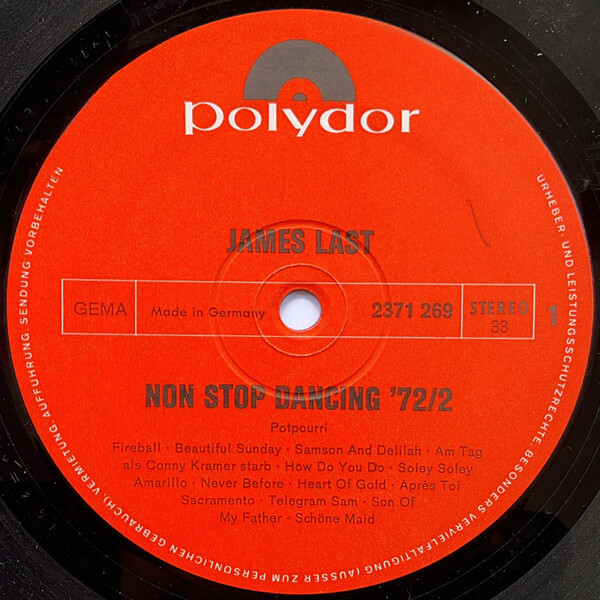 polydor
JAMES LAST
GEMA
Made in Germany
2371 269
STEREO
33
1
NON STOP DANCING '72/2
Potpourri
Fireball · Beautiful Sunday · Samson And Delilah · Am Tag
als Conny Kramer starb · How Do You Do · Soley Soley
Amarillo · Never Before · Heart Of Gold · Après Toi
Sacramento · Telegram Sam · Son Of
My Father · Schöne Maid
URHEBER- UND LEISTUNGSSCHUTZRECHTE, BESONDERS VERVIELFÄLTIGUNG (AUSSER ZUM PERSÖNLICHEN GEBRAUCH), VERMIETUNG, AUFFÜHRUNG, SENDUNG VORBEHALTEN